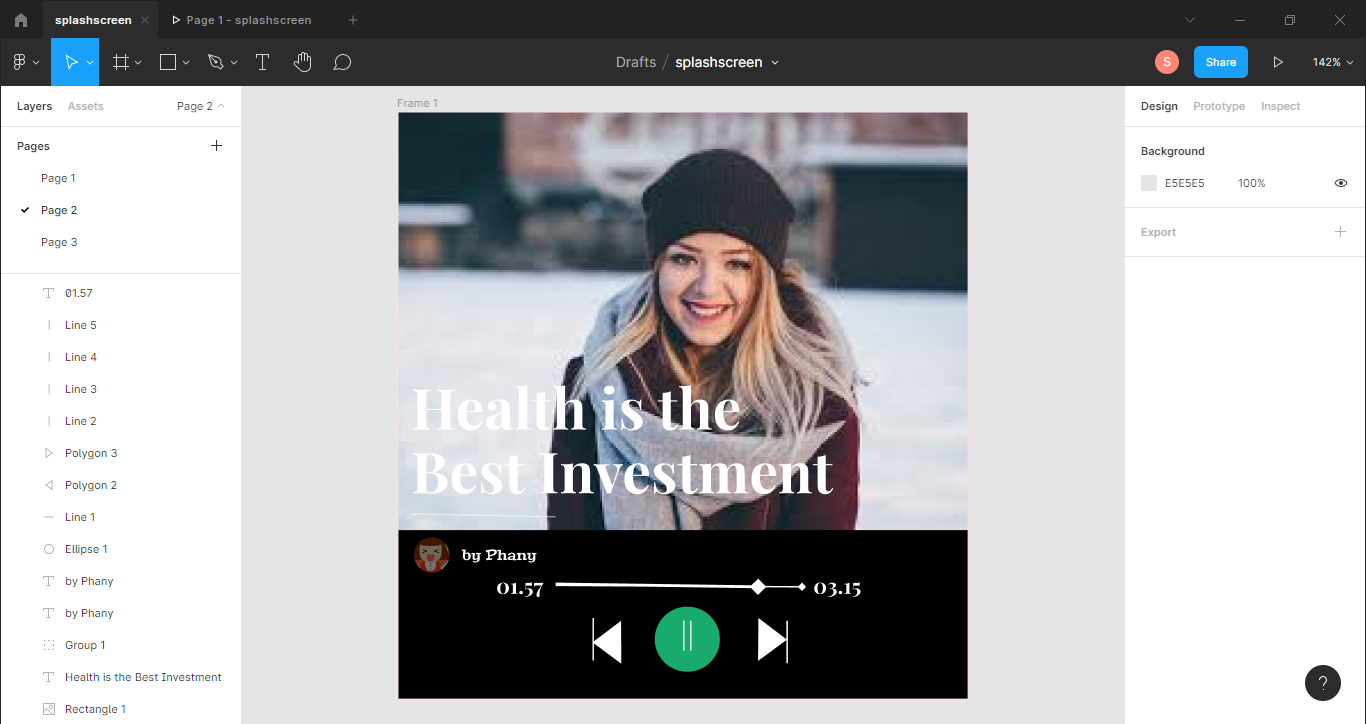 splashscreen
Page 1 - splashscreen
Drafts / splashscreen
S
Share
142%
Layers
Assets
Page 2
Pages
Page 1
Page 2
Page 3
01.57
Line 5
Line 4
Line 3
Line 2
Polygon 3
Polygon 2
Line 1
Ellipse 1
by Phany
by Phany
Group 1
Health is the Best Investment
Rectangle 1
Frame 1
Health is the
Best Investment
by Phany
01.57
03.15
Design
Prototype
Inspect
Background
E5E5E5
100%
Export
?